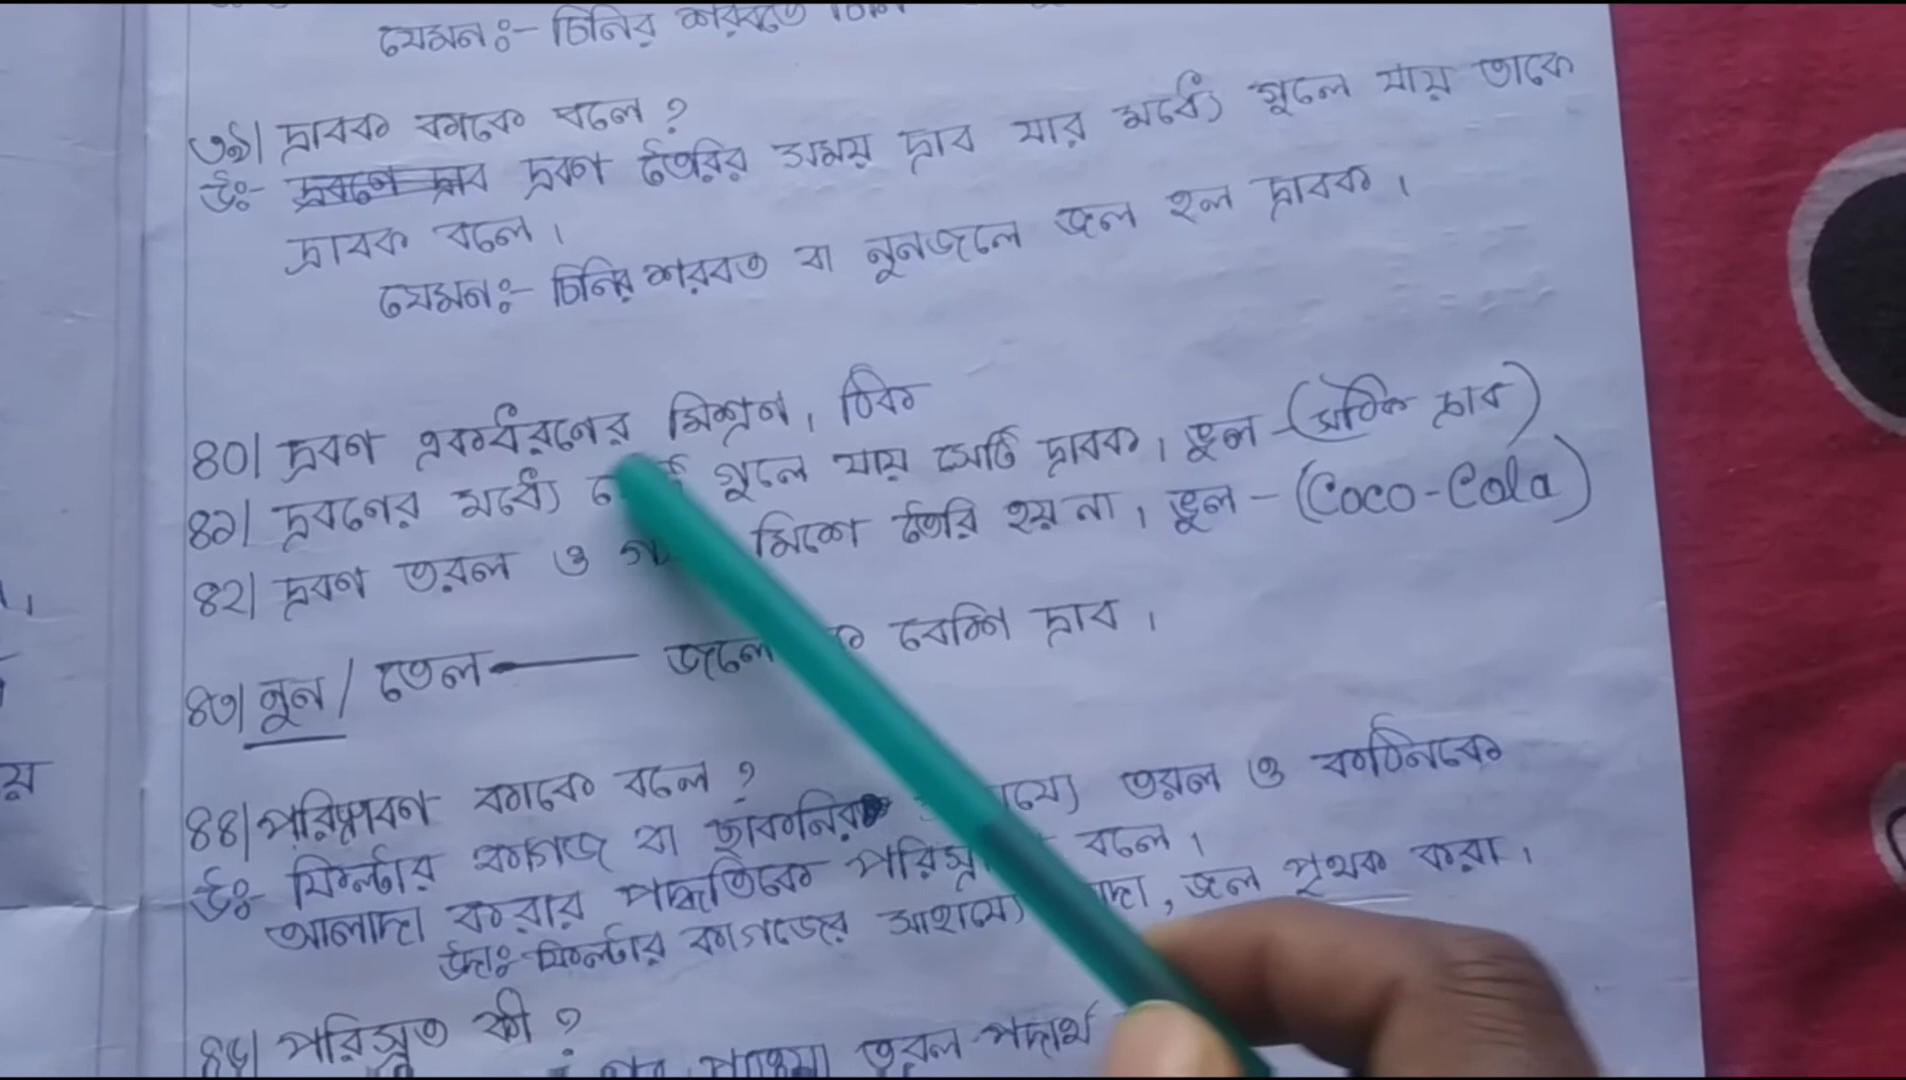 যেমনঃ- চিনির শরবতে
৩৯| দ্রাবক কাকে বলে ?
উঃ- দ্রবণ তৈরির সময় দ্রাব যার মধ্যে গুলে যায় তাকে
দ্রাবক বলে।
যেমনঃ- চিনির শরবত বা নুনজলে জল হল দ্রাবক।
৪০| দ্রবণ একধরণের মিশ্রণ। ঠিক
৪১| দ্রবণের মধ্যে গুলে যায় সেটি দ্রাবক। ভুল - (সঠিক দ্রাব)
৪২| দ্রবণ তরল ও মিশে তৈরি হয় না। ভুল - (Coco-Cola)
৪৩| নুন / তেল — জলে বেশি দ্রাব।
৪৪| পরিস্রাবণ কাকে বলে ?
উঃ- ফিল্টার কাগজ বা ছাকনির তরল ও কঠিনকে
আলাদা করার পদ্ধতিকে বলে।
উদাঃ- ফিল্টার কাগজের সাহায্যে জল পৃথক করা।
৪৫| পরিস্রুত কী ?
তরল পদার্থ